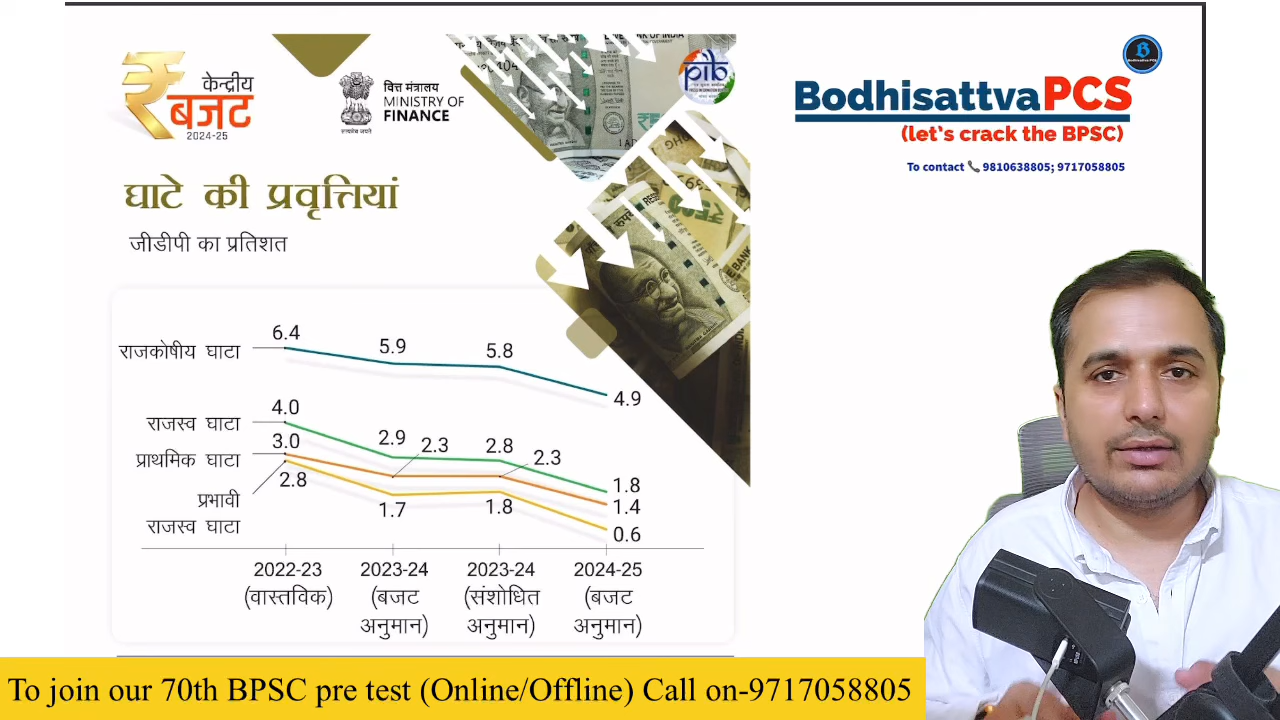 केन्द्रीय
बजट
2024-25
सत्यमेव जयते
वित्त मंत्रालय
MINISTRY OF
FINANCE
pib
घाटे की प्रवृत्तियां
जीडीपी का प्रतिशत
राजकोषीय घाटा
6.4
5.9
5.8
4.9
राजस्व घाटा
4.0
2.9
2.8
1.8
प्राथमिक घाटा
3.0
2.3
2.3
1.4
प्रभावी
राजस्व घाटा
2.8
1.7
1.8
0.6
2022-23
(वास्तविक)
2023-24
(बजट
अनुमान)
2023-24
(संशोधित
अनुमान)
2024-25
(बजट
अनुमान)
B
BodhisattvaPCS
(let's crack the BPSC)
To contact 📞 9810638805; 9717058805
To join our 70th BPSC pre test (Online/Offline) Call on-9717058805